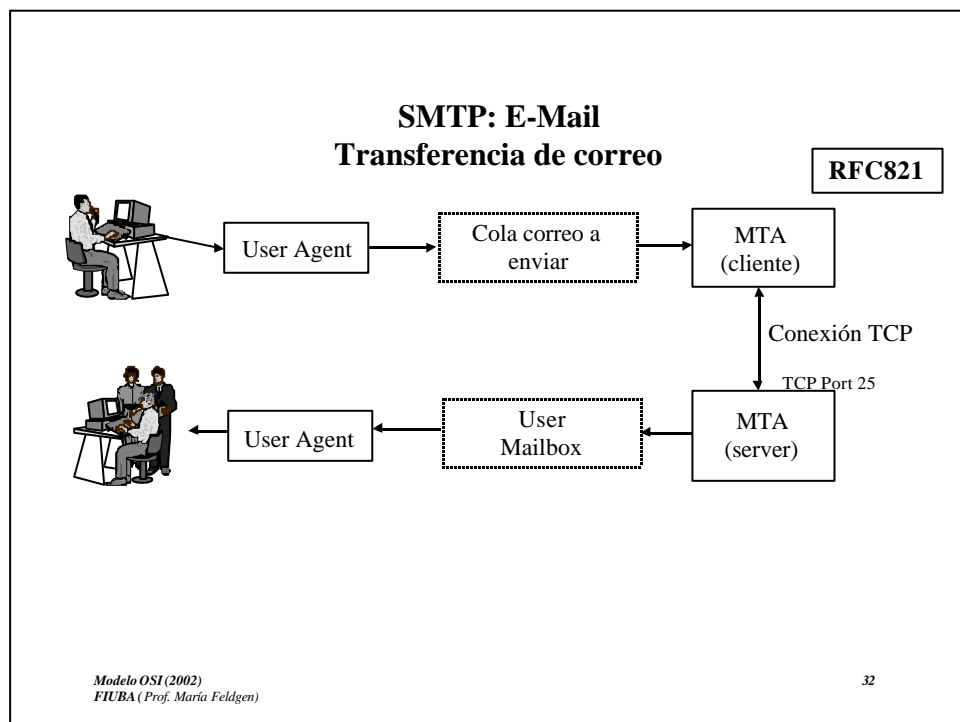 SMTP: E-Mail
Transferencia de correo
RFC821
User Agent
Cola correo a
enviar
MTA
(cliente)
Conexión TCP
TCP Port 25
User Agent
User
Mailbox
MTA
(server)
Modelo OSI (2002)
FIUBA ( Prof. María Feldgen)
32